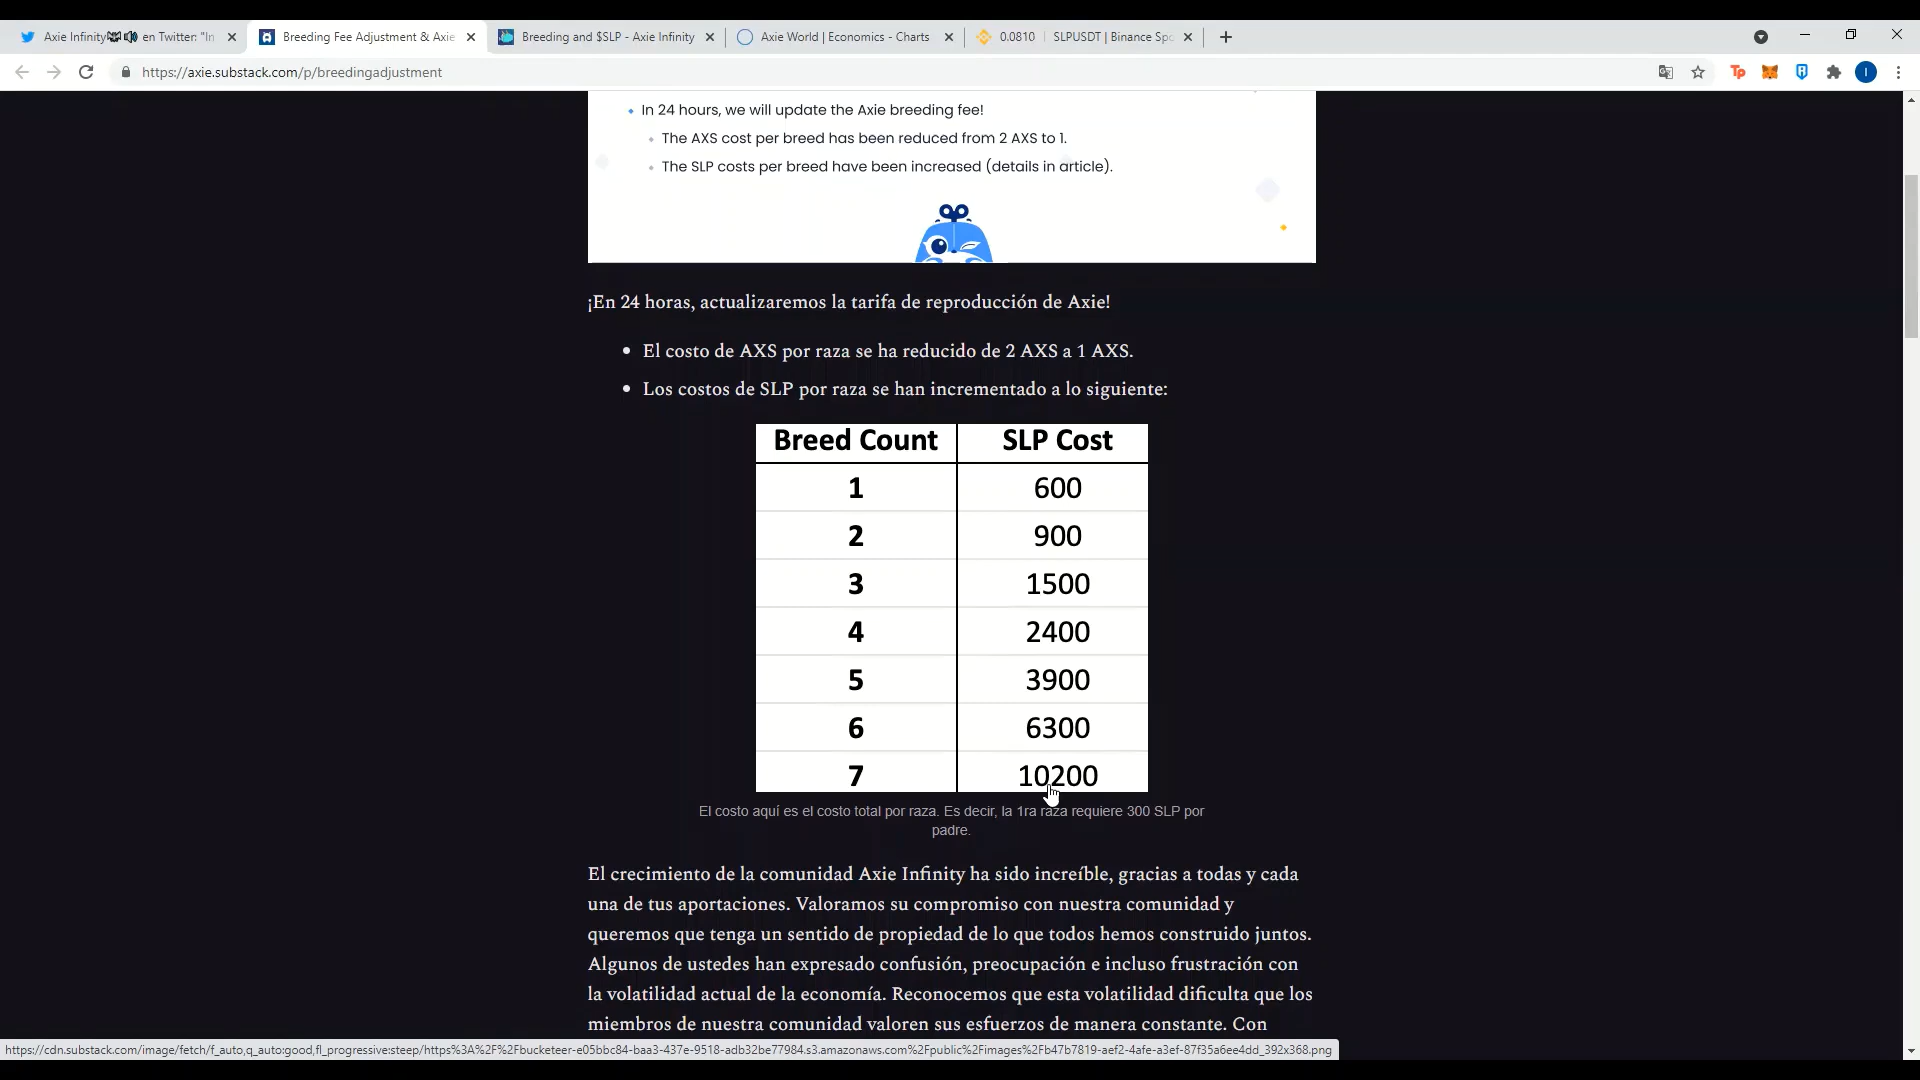 Axie Infinity en Twitter: "In
Breeding Fee Adjustment & Axie
Breeding and $SLP - Axie Infinity
Axie World | Economics - Charts
0.0810 | SLPUSDT | Binance Spo
https://axie.substack.com/p/breedingadjustment
Tp
I
In 24 hours, we will update the Axie breeding fee!
The AXS cost per breed has been reduced from 2 AXS to 1.
The SLP costs per breed have been increased (details in article).
¡En 24 horas, actualizaremos la tarifa de reproducción de Axie!
El costo de AXS por raza se ha reducido de 2 AXS a 1 AXS.
Los costos de SLP por raza se han incrementado a lo siguiente:
Breed Count SLP Cost
1 600
2 900
3 1500
4 2400
5 3900
6 6300
7 10200
El costo aquí es el costo total por raza. Es decir, la 1ra raza requiere 300 SLP por
padre.
El crecimiento de la comunidad Axie Infinity ha sido increíble, gracias a todas y cada
una de tus aportaciones. Valoramos su compromiso con nuestra comunidad y
queremos que tenga un sentido de propiedad de lo que todos hemos construido juntos.
Algunos de ustedes han expresado confusión, preocupación e incluso frustración con
la volatilidad actual de la economía. Reconocemos que esta volatilidad dificulta que los
miembros de nuestra comunidad valoren sus esfuerzos de manera constante. Con
https://cdn.substack.com/image/fetch/f_auto,q_auto:good,fl_progressive:steep/https%3A%2F%2Fbucketeer-e05bbc84-baa3-437e-9518-adb32be77984.s3.amazonaws.com%2Fpublic%2Fimages%2Fb47b7819-aef2-4afe-a3ef-87f35a6ee4dd_392x368.png